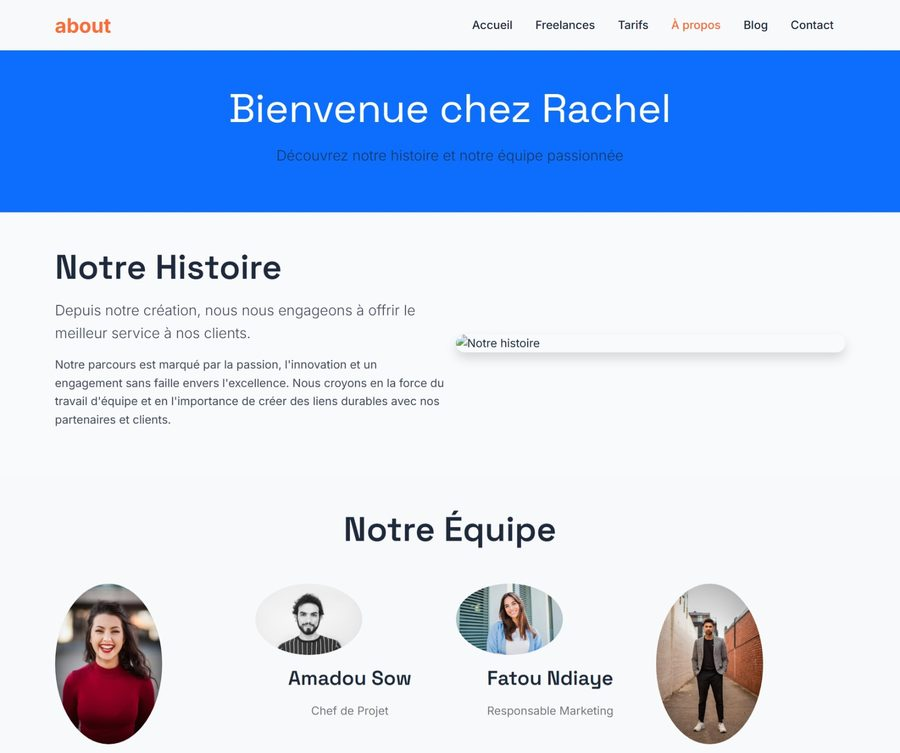 about
Accueil Freelances Tarifs À propos Blog Contact
Bienvenue chez Rachel
Découvrez notre histoire et notre équipe passionnée
Notre Histoire
Depuis notre création, nous nous engageons à offrir le
meilleur service à nos clients.
Notre parcours est marqué par la passion, l'innovation et un
engagement sans faille envers l'excellence. Nous croyons en la force du
travail d'équipe et en l'importance de créer des liens durables avec nos
partenaires et clients.
Notre histoire
Notre Équipe
Amadou Sow
Chef de Projet
Fatou Ndiaye
Responsable Marketing